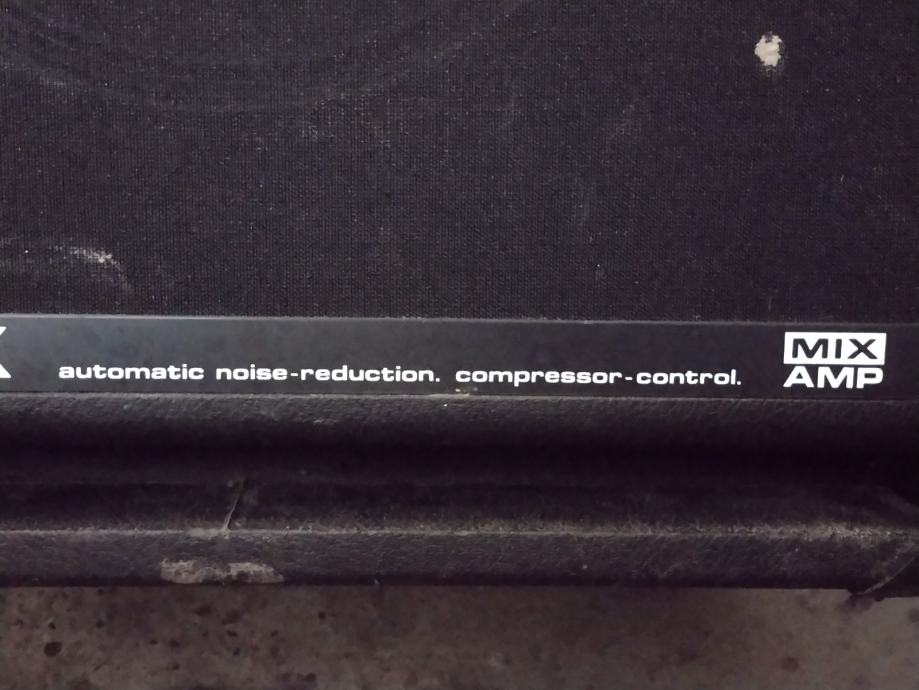 automatic noise-reduction. compressor-control.
MIX
AMP